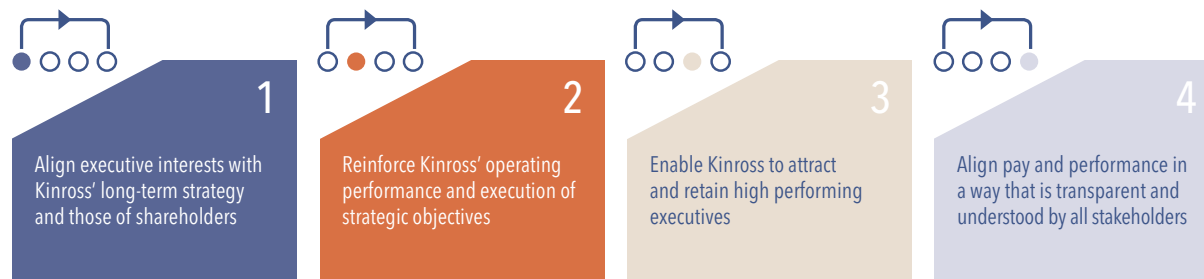 1
Align executive interests with
Kinross' long-term strategy
and those of shareholders
2
Reinforce Kinross' operating
performance and execution of
strategic objectives
3
Enable Kinross to attract
and retain high performing
executives
4
Align pay and performance in
a way that is transparent and
understood by all stakeholders